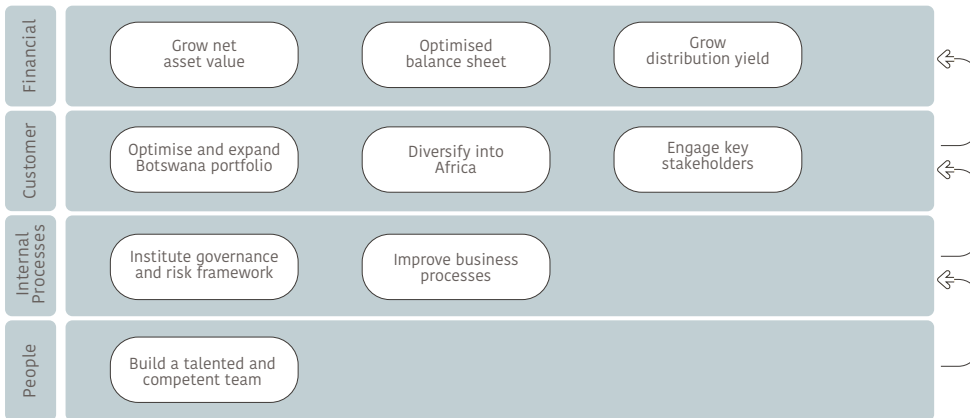 Financial
Grow net
asset value
Optimised
balance sheet
Grow
distribution yield
Customer
Optimise and expand
Botswana portfolio
Diversify into
Africa
Engage key
stakeholders
Internal
Processes
Institute governance
and risk framework
Improve business
processes
People
Build a talented and
competent team